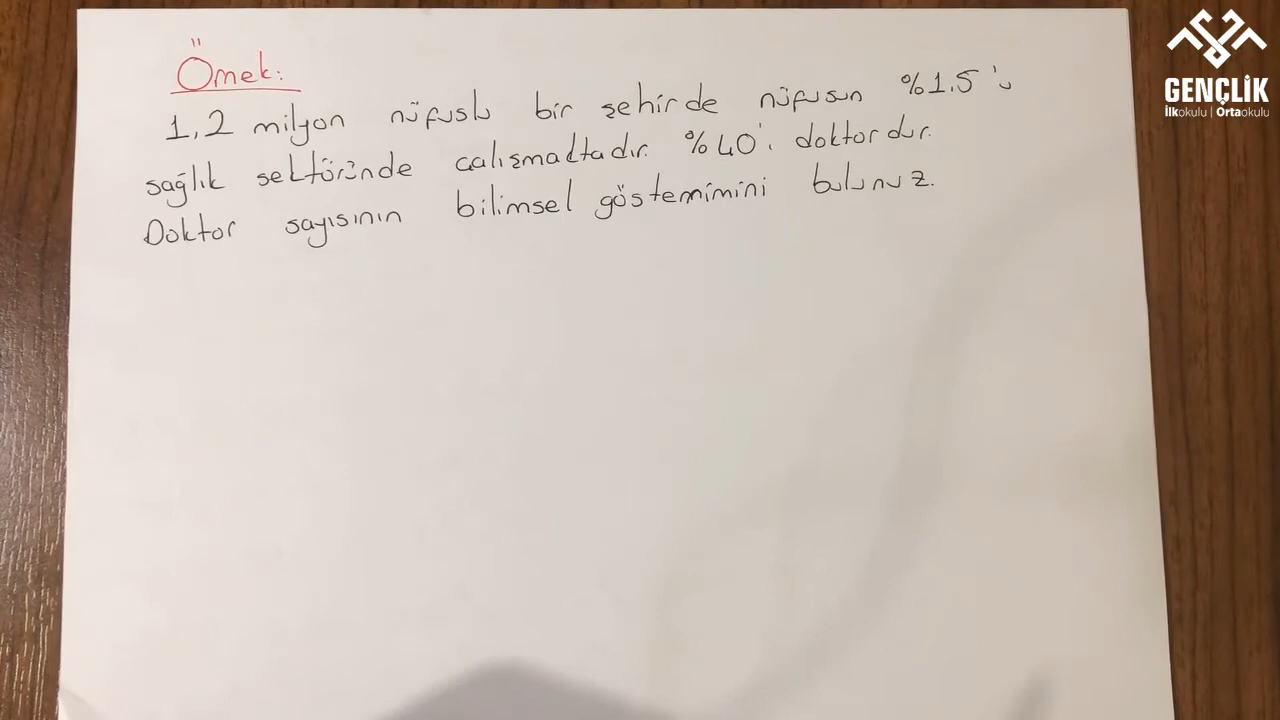 Örnek:
1,2 milyon nüfuslu bir şehirde nüfusun %1,5'u
sağlık sektöründe çalışmaktadır. %40'ı doktordur.
Doktor sayısının bilimsel gösterimini bulunuz.
GENÇLİK
İlkokulu | Ortaokulu